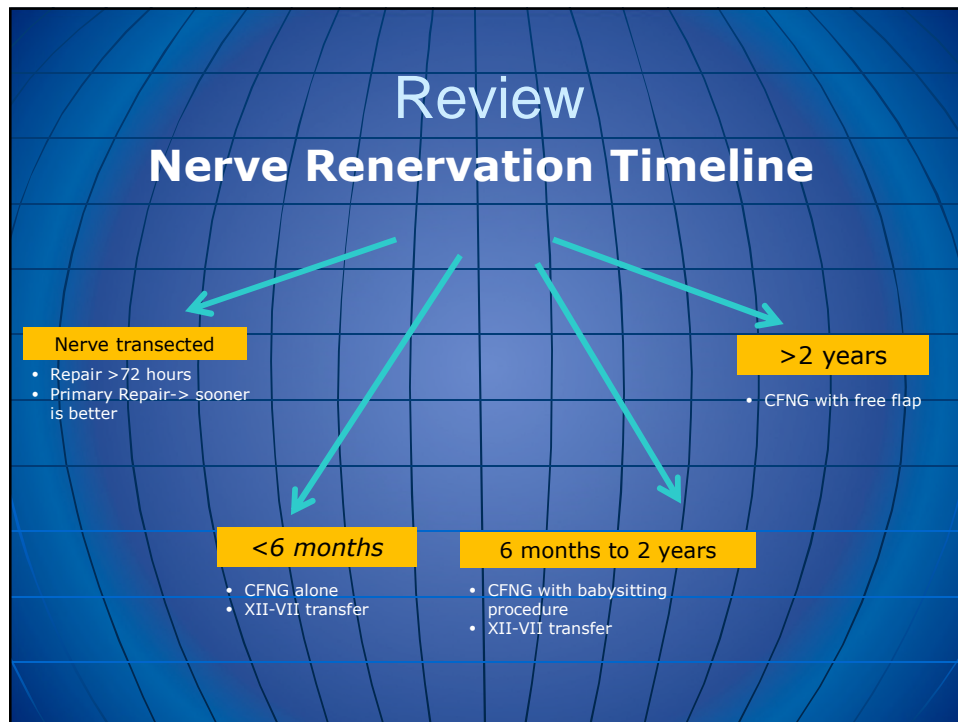 Review
Nerve Renervation Timeline
Nerve transected
• Repair >72 hours
• Primary Repair-> sooner
is better
>2 years
• CFNG with free flap
<6 months
• CFNG alone
• XII-VII transfer
6 months to 2 years
• CFNG with babysitting
procedure
• XII-VII transfer